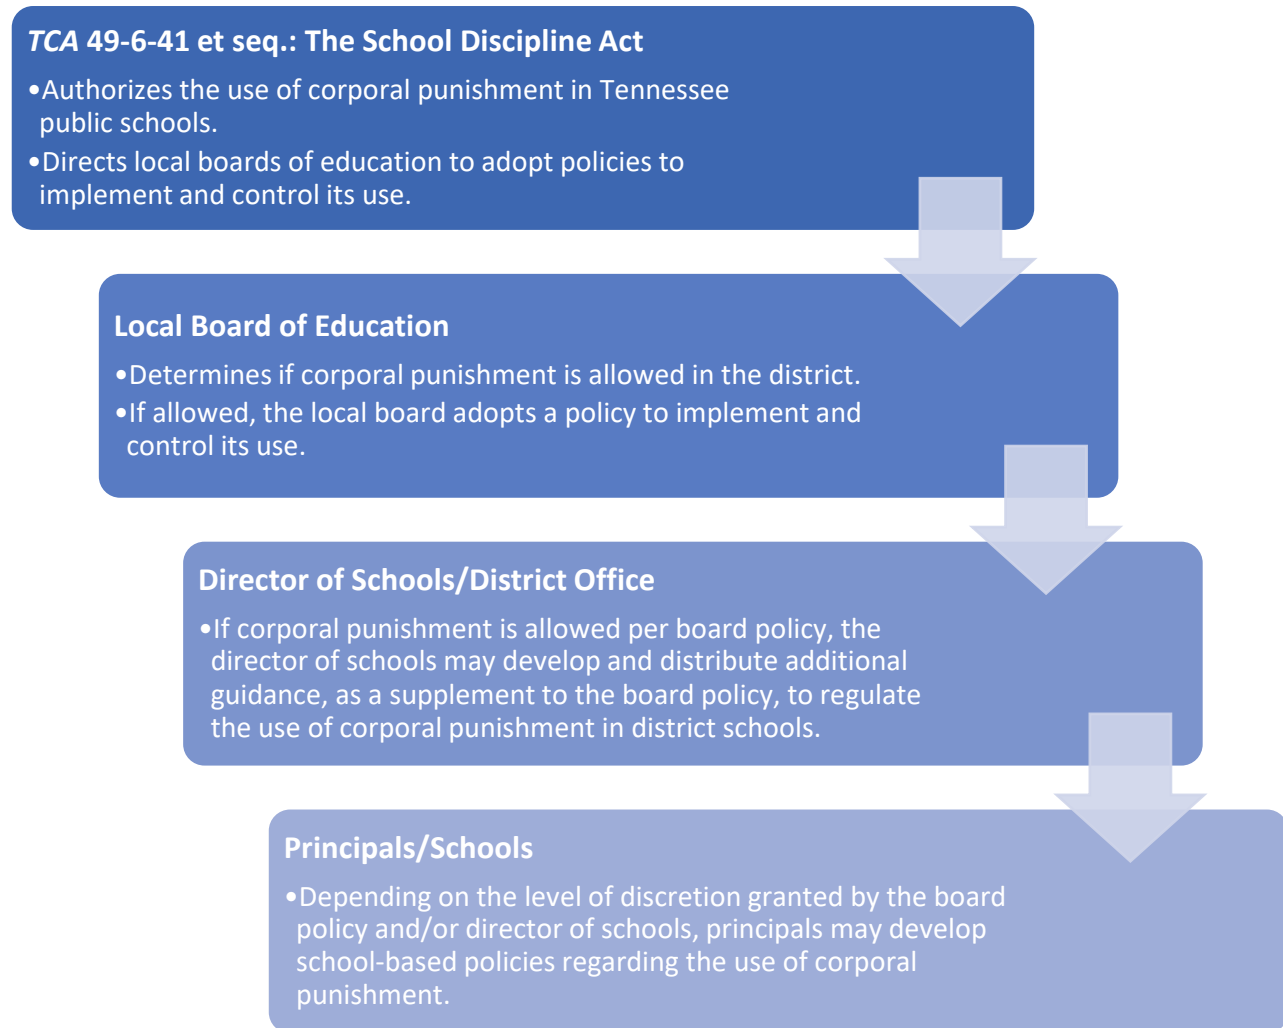 TCA 49-6-41 et seq.: The School Discipline Act
•Authorizes the use of corporal punishment in Tennessee
public schools.
•Directs local boards of education to adopt policies to
implement and control its use.
Local Board of Education
•Determines if corporal punishment is allowed in the district.
•If allowed, the local board adopts a policy to implement and
control its use.
Director of Schools/District Office
•If corporal punishment is allowed per board policy, the
director of schools may develop and distribute additional
guidance, as a supplement to the board policy, to regulate
the use of corporal punishment in district schools.
Principals/Schools
•Depending on the level of discretion granted by the board
policy and/or director of schools, principals may develop
school-based policies regarding the use of corporal
punishment.